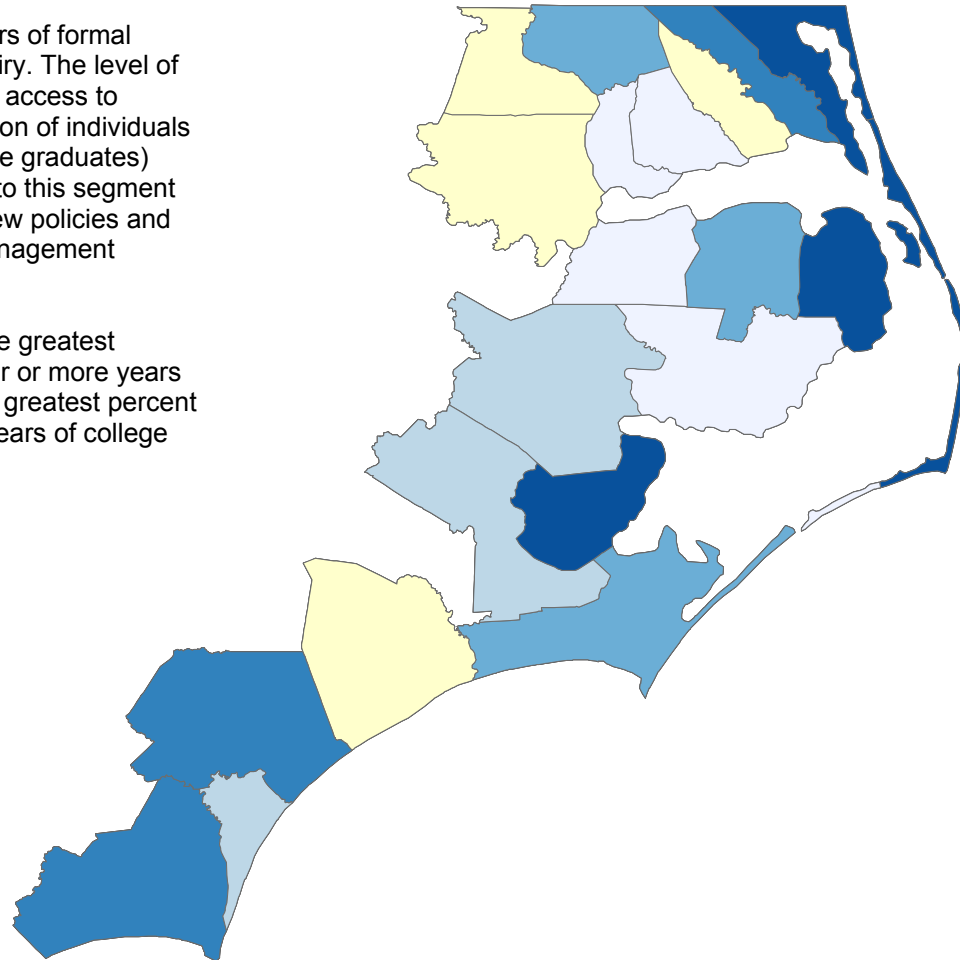 rs of formal
iry. The level of
access to
on of individuals
e graduates)
to this segment
ew policies and
nagement
e greatest
r or more years
greatest percent
ears of college